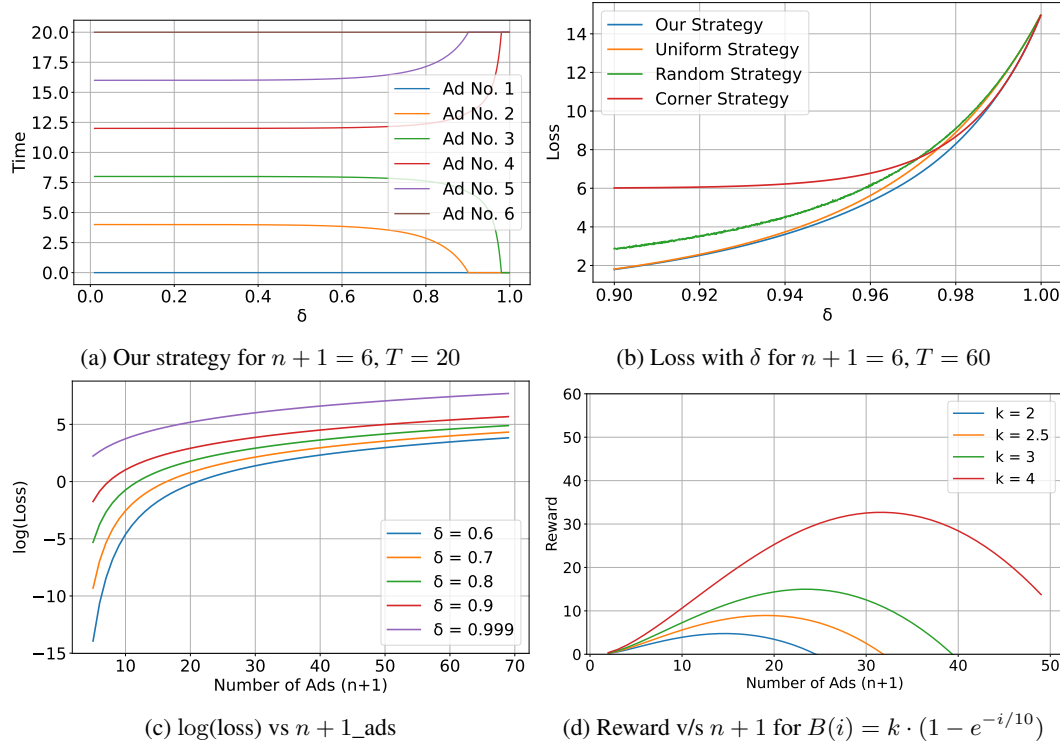 20.0
17.5
15.0
12.5
10.0
7.5
5.0
2.5
0.0
Time
0.0 0.2 0.4 0.6 0.8 1.0
δ
Ad No. 1
Ad No. 2
Ad No. 3
Ad No. 4
Ad No. 5
Ad No. 6
(a) Our strategy for n + 1 = 6, T = 20
14
12
10
8
6
4
2
Loss
0.90 0.92 0.94 0.96 0.98 1.00
δ
Our Strategy
Uniform Strategy
Random Strategy
Corner Strategy
(b) Loss with δ for n + 1 = 6, T = 60
5
0
−5
−10
−15
log(Loss)
10 20 30 40 50 60 70
Number of Ads (n+1)
δ = 0.6
δ = 0.7
δ = 0.8
δ = 0.9
δ = 0.999
(c) log(loss) vs n + 1_ads
60
50
40
30
20
10
0
Reward
0 10 20 30 40 50
Number of Ads (n+1)
k = 2
k = 2.5
k = 3
k = 4
(d) Reward v/s n + 1 for B(i) = k · (1 − e^{−i/10})